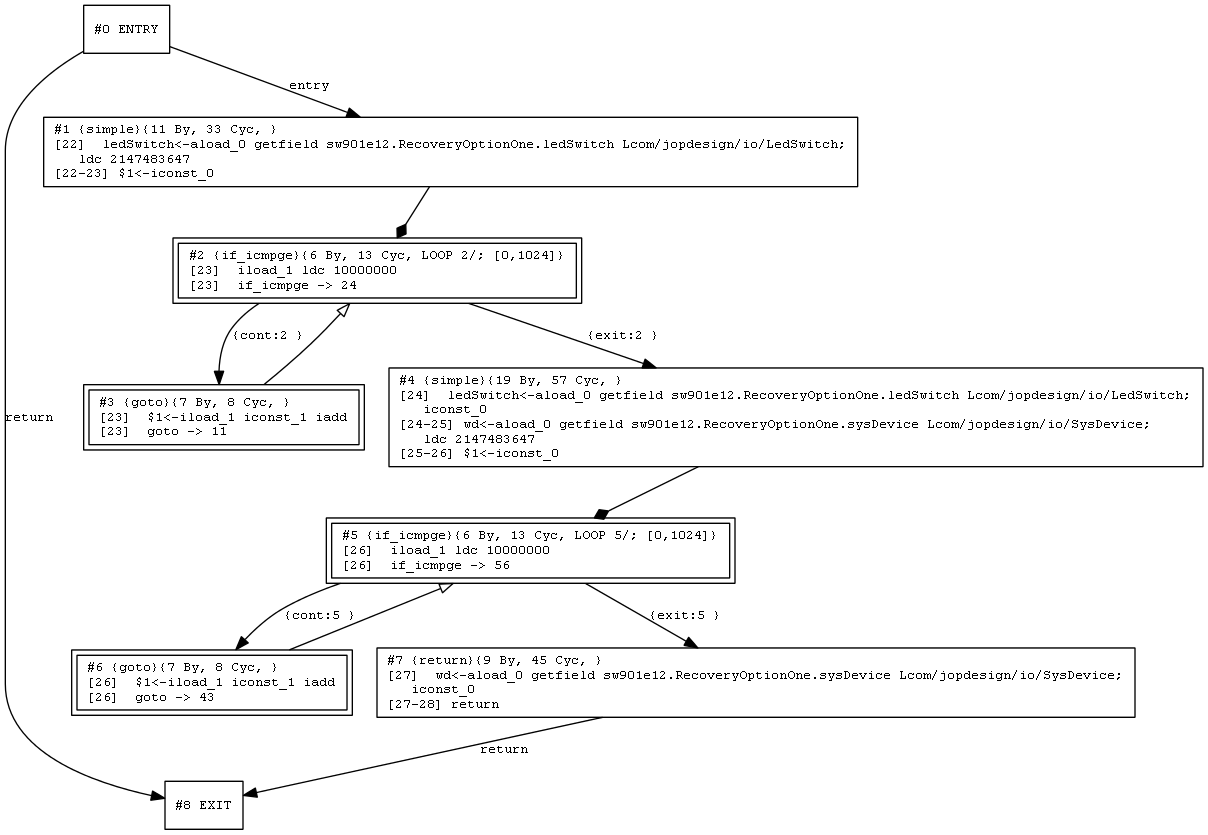 #0 ENTRY
entry
#1 {simple}{11 By, 33 Cyc, }
[22]  ledSwitch<-aload_0 getfield sw901e12.RecoveryOptionOne.ledSwitch Lcom/jopdesign/io/LedSwitch;
ldc 2147483647
[22-23] $1<-iconst_0
#2 {if_icmpge}{6 By, 13 Cyc, LOOP 2/; [0,1024]}
[23]  iload_1 ldc 10000000
[23]  if_icmpge -> 24
{cont:2 }
{exit:2 }
#3 {goto}{7 By, 8 Cyc, }
[23]  $1<-iload_1 iconst_1 iadd
[23]  goto -> 11
return
#4 {simple}{19 By, 57 Cyc, }
[24]  ledSwitch<-aload_0 getfield sw901e12.RecoveryOptionOne.ledSwitch Lcom/jopdesign/io/LedSwitch;
iconst_0
[24-25] wd<-aload_0 getfield sw901e12.RecoveryOptionOne.sysDevice Lcom/jopdesign/io/SysDevice;
ldc 2147483647
[25-26] $1<-iconst_0
#5 {if_icmpge}{6 By, 13 Cyc, LOOP 5/; [0,1024]}
[26]  iload_1 ldc 10000000
[26]  if_icmpge -> 56
{cont:5 }
{exit:5 }
#6 {goto}{7 By, 8 Cyc, }
[26]  $1<-iload_1 iconst_1 iadd
[26]  goto -> 43
#7 {return}{9 By, 45 Cyc, }
[27]  wd<-aload_0 getfield sw901e12.RecoveryOptionOne.sysDevice Lcom/jopdesign/io/SysDevice;
iconst_0
[27-28] return
return
#8 EXIT